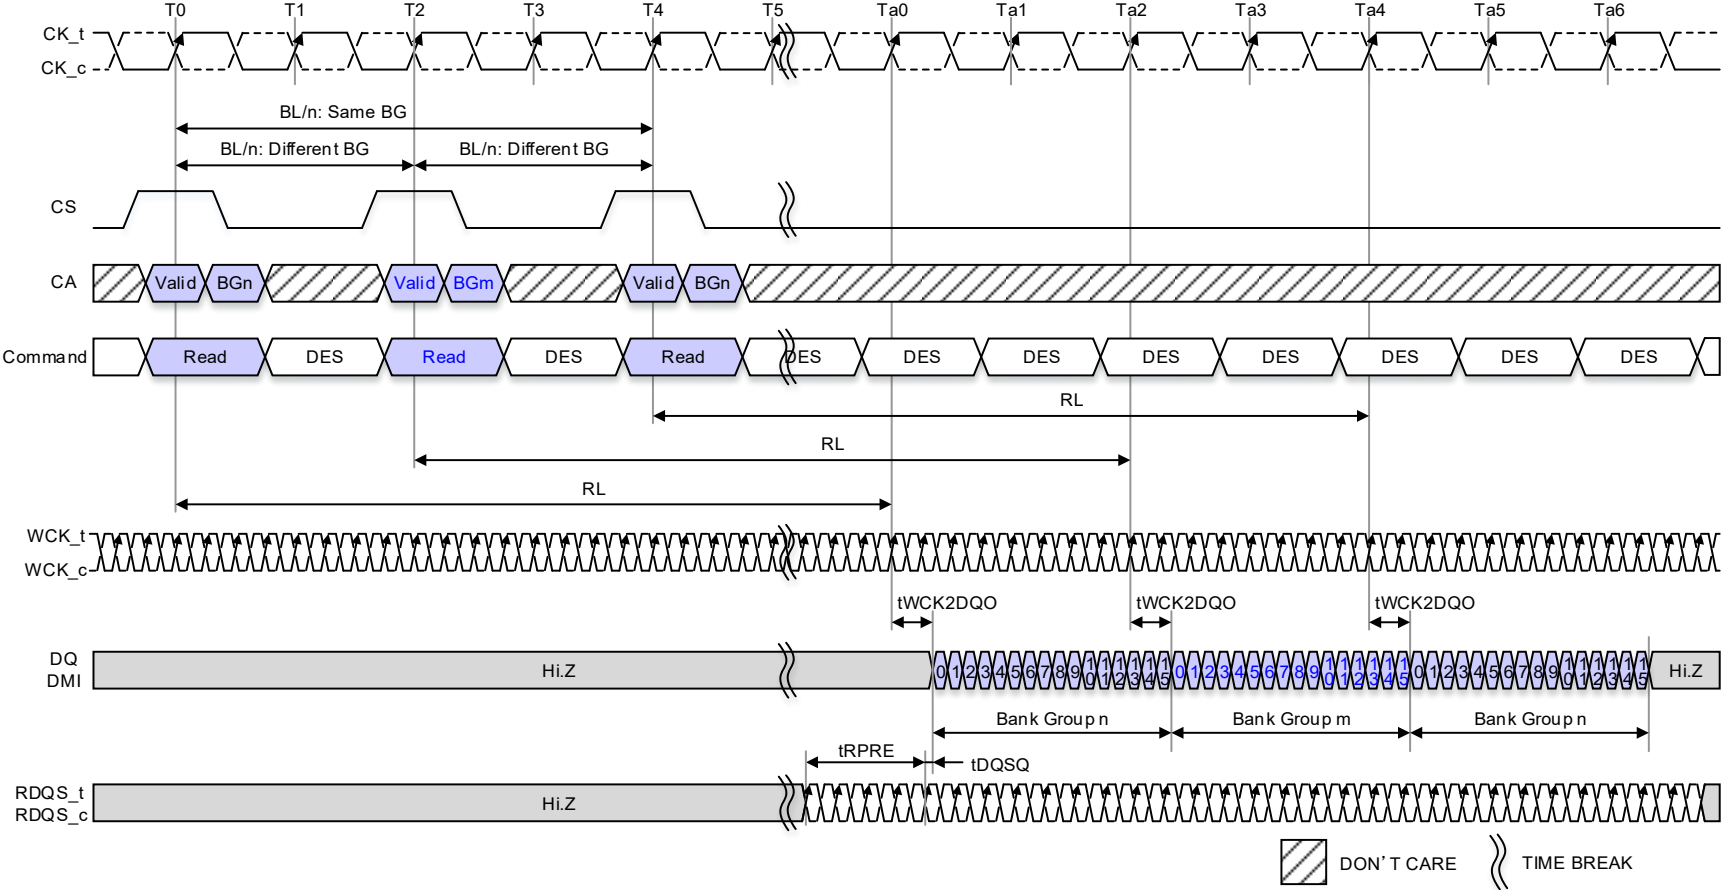 T0 T1 T2 T3 T4 T5 Ta0 Ta1 Ta2 Ta3 Ta4 Ta5 Ta6
CK_t
CK_c
BL/n: Same BG
BL/n: Different BG BL/n: Different BG
CS
CA Valid BGn Valid BGm Valid BGn
Command Read DES Read DES Read DES DES DES DES DES DES DES DES
RL
RL
RL
WCK_t
WCK_c
tWCK2DQO tWCK2DQO tWCK2DQO
DQ
DMI
Hi.Z 0 1 2 3 4 5 6 7 8 9 10 11 12 13 14 15 0 1 2 3 4 5 6 7 8 9 10 11 12 13 14 15 0 1 2 3 4 5 6 7 8 9 10 11 12 13 14 15 Hi.Z
Bank Group n Bank Group m Bank Group n
tRPRE
tDQSQ
RDQS_t
RDQS_c
Hi.Z
DON'T CARE TIME BREAK